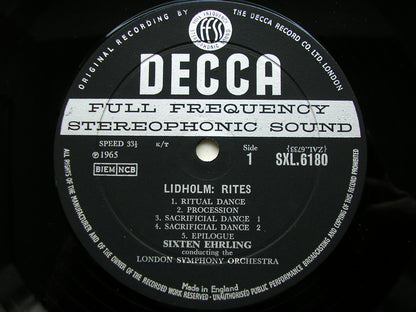 ORIGINAL RECORDING BY
THE DECCA RECORD CO. LTD. LONDON
FULL FREQUENCY
ffss
STEREOPHONIC SOUND
DECCA
FULL FREQUENCY
STEREOPHONIC SOUND
SPEED 33⅓
K/T
Side
1
(ZAL.6733)
℗1965
SXL.6180
BIEM NCB
LIDHOLM: RITES
1. RITUAL DANCE
2. PROCESSION
3. SACRIFICIAL DANCE 1
4. SACRIFICIAL DANCE 2
5. EPILOGUE
SIXTEN EHRLING
conducting the
LONDON SYMPHONY ORCHESTRA
Made in England
ALL RIGHTS OF THE MANUFACTURER AND OF THE OWNER OF THE RECORDED WORK RESERVED · UNAUTHORISED PUBLIC PERFORMANCE BROADCASTING AND COPYING OF THIS RECORD PROHIBITED